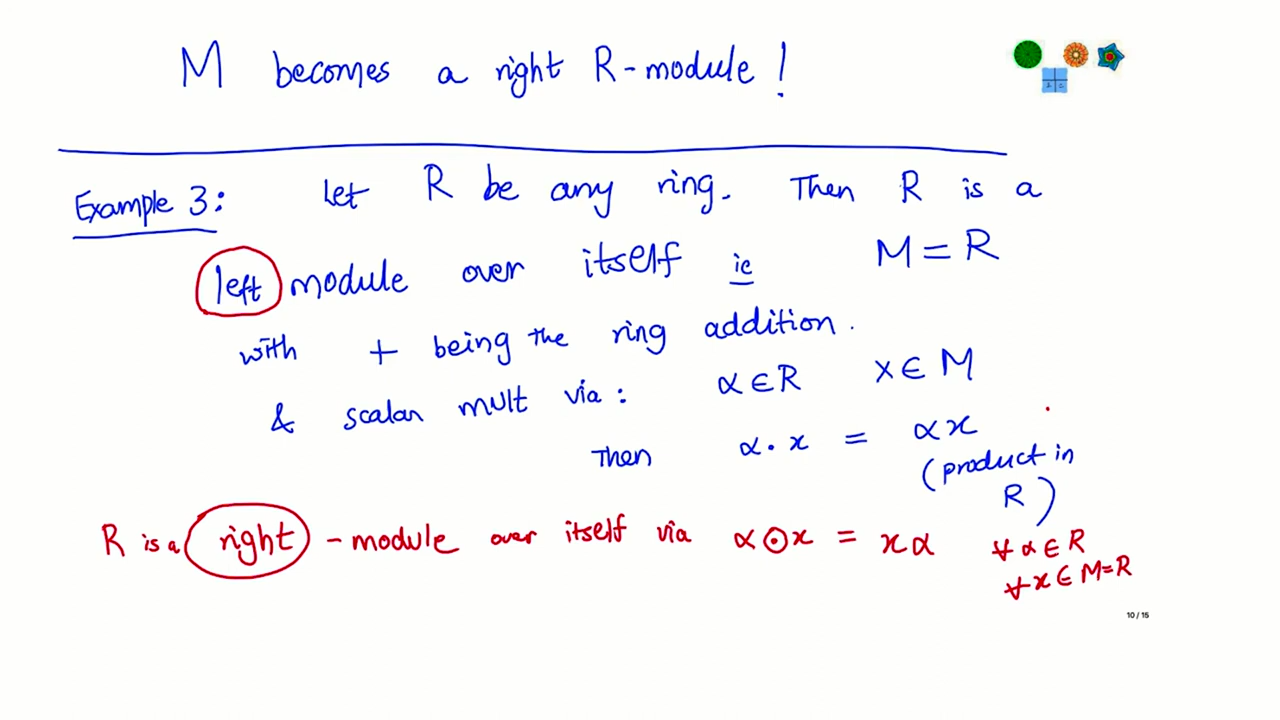 M becomes a right R-module!
Example 3: let R be any ring. Then R is a
left module over itself ie M = R
with + being the ring addition.
& scalar mult via: α ∈ R x ∈ M
Then α · x = αx
(product in
R)
R is a right - module over itself via α ⊙ x = xα ∀ α ∈ R
∀ x ∈ M=R
10 / 15